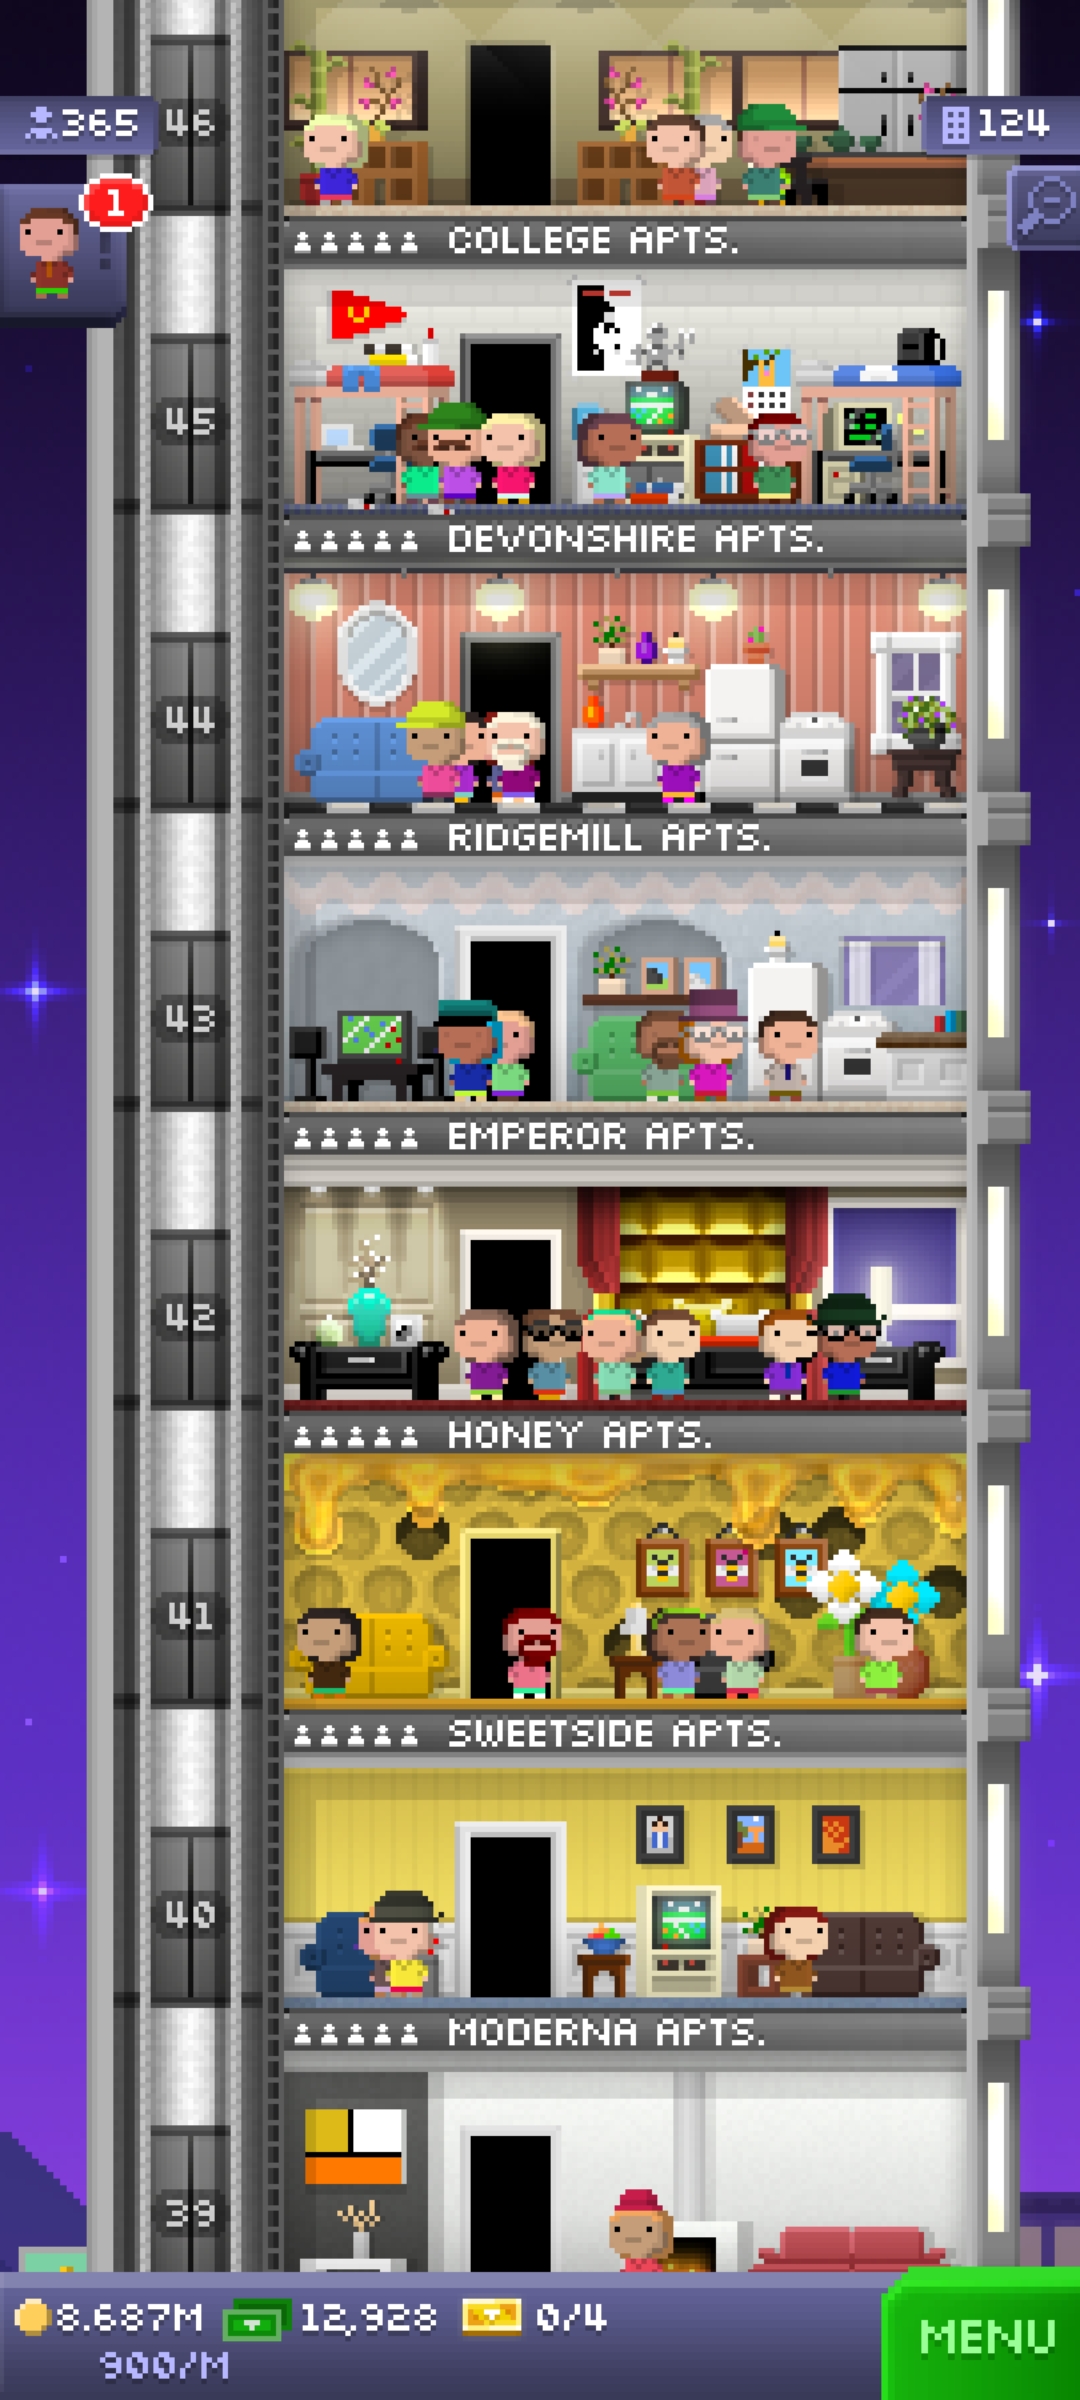 365
46
124
1
COLLEGE APTS.
45
DEVONSHIRE APTS.
44
RIDGEMILL APTS.
43
EMPEROR APTS.
42
HONEY APTS.
41
SWEETSIDE APTS.
40
MODERNA APTS.
39
8.687M 12,928 0/4
900/M
MENU